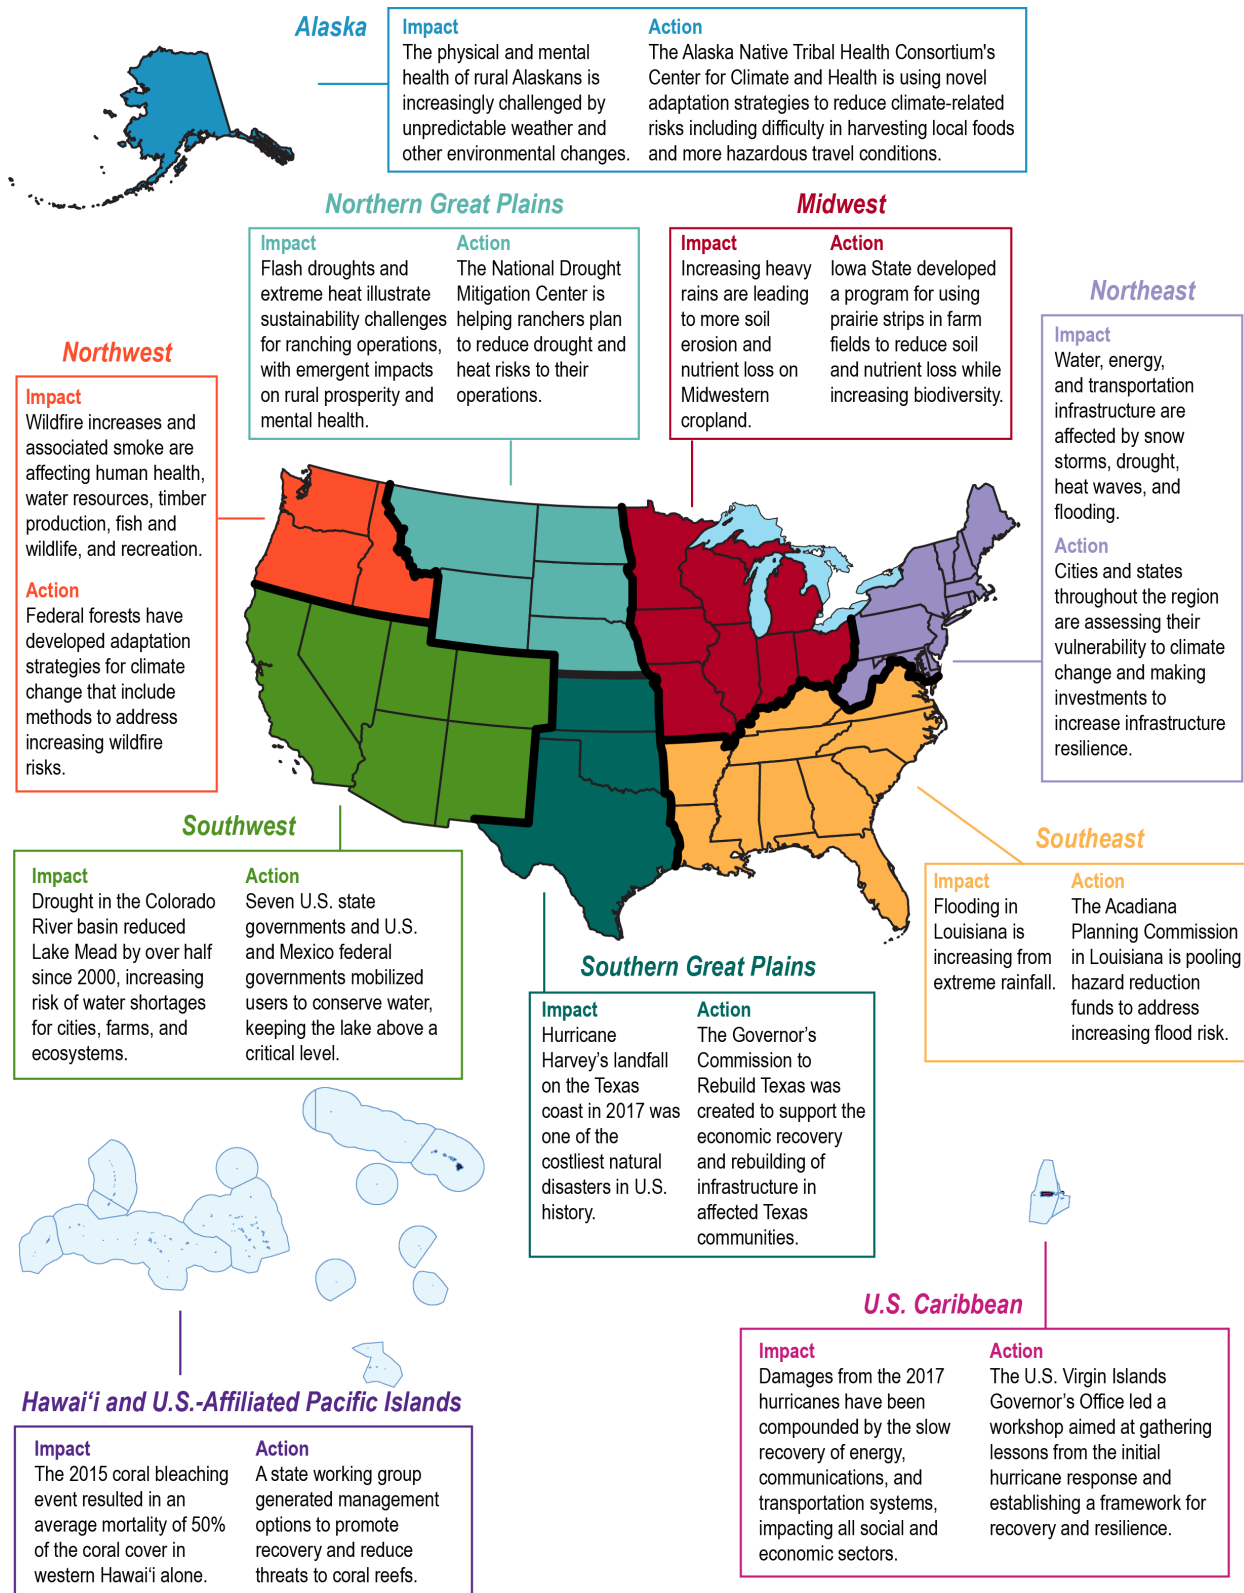 Alaska
Impact
The physical and mental
health of rural Alaskans is
increasingly challenged by
unpredictable weather and
other environmental changes.
Action
The Alaska Native Tribal Health Consortium's
Center for Climate and Health is using novel
adaptation strategies to reduce climate-related
risks including difficulty in harvesting local foods
and more hazardous travel conditions.
Northern Great Plains
Impact
Flash droughts and
extreme heat illustrate
sustainability challenges
for ranching operations,
with emergent impacts
on rural prosperity and
mental health.
Action
The National Drought
Mitigation Center is
helping ranchers plan
to reduce drought and
heat risks to their
operations.
Midwest
Impact
Increasing heavy
rains are leading
to more soil
erosion and
nutrient loss on
Midwestern
cropland.
Action
Iowa State developed
a program for using
prairie strips in farm
fields to reduce soil
and nutrient loss while
increasing biodiversity.
Northeast
Impact
Water, energy,
and transportation
infrastructure are
affected by snow
storms, drought,
heat waves, and
flooding.
Action
Cities and states
throughout the region
are assessing their
vulnerability to climate
change and making
investments to
increase infrastructure
resilience.
Northwest
Impact
Wildfire increases and
associated smoke are
affecting human health,
water resources, timber
production, fish and
wildlife, and recreation.
Action
Federal forests have
developed adaptation
strategies for climate
change that include
methods to address
increasing wildfire
risks.
Southwest
Impact
Drought in the Colorado
River basin reduced
Lake Mead by over half
since 2000, increasing
risk of water shortages
for cities, farms, and
ecosystems.
Action
Seven U.S. state
governments and U.S.
and Mexico federal
governments mobilized
users to conserve water,
keeping the lake above a
critical level.
Southeast
Impact
Flooding in
Louisiana is
increasing from
extreme rainfall.
Action
The Acadiana
Planning Commission
in Louisiana is pooling
hazard reduction
funds to address
increasing flood risk.
Southern Great Plains
Impact
Hurricane
Harvey’s landfall
on the Texas
coast in 2017 was
one of the
costliest natural
disasters in U.S.
history.
Action
The Governor’s
Commission to
Rebuild Texas was
created to support the
economic recovery
and rebuilding of
infrastructure in
affected Texas
communities.
U.S. Caribbean
Impact
Damages from the 2017
hurricanes have been
compounded by the slow
recovery of energy,
communications, and
transportation systems,
impacting all social and
economic sectors.
Action
The U.S. Virgin Islands
Governor’s Office led a
workshop aimed at gathering
lessons from the initial
hurricane response and
establishing a framework for
recovery and resilience.
Hawai‘i and U.S.-Affiliated Pacific Islands
Impact
The 2015 coral bleaching
event resulted in an
average mortality of 50%
of the coral cover in
western Hawai‘i alone.
Action
A state working group
generated management
options to promote
recovery and reduce
threats to coral reefs.